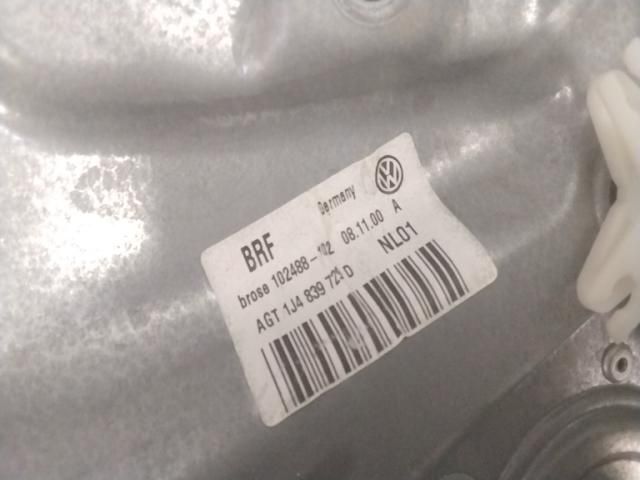 Germany
BRF
brose 102488-102 08.11.00 A
AGT 1J4 839 729 D NL01